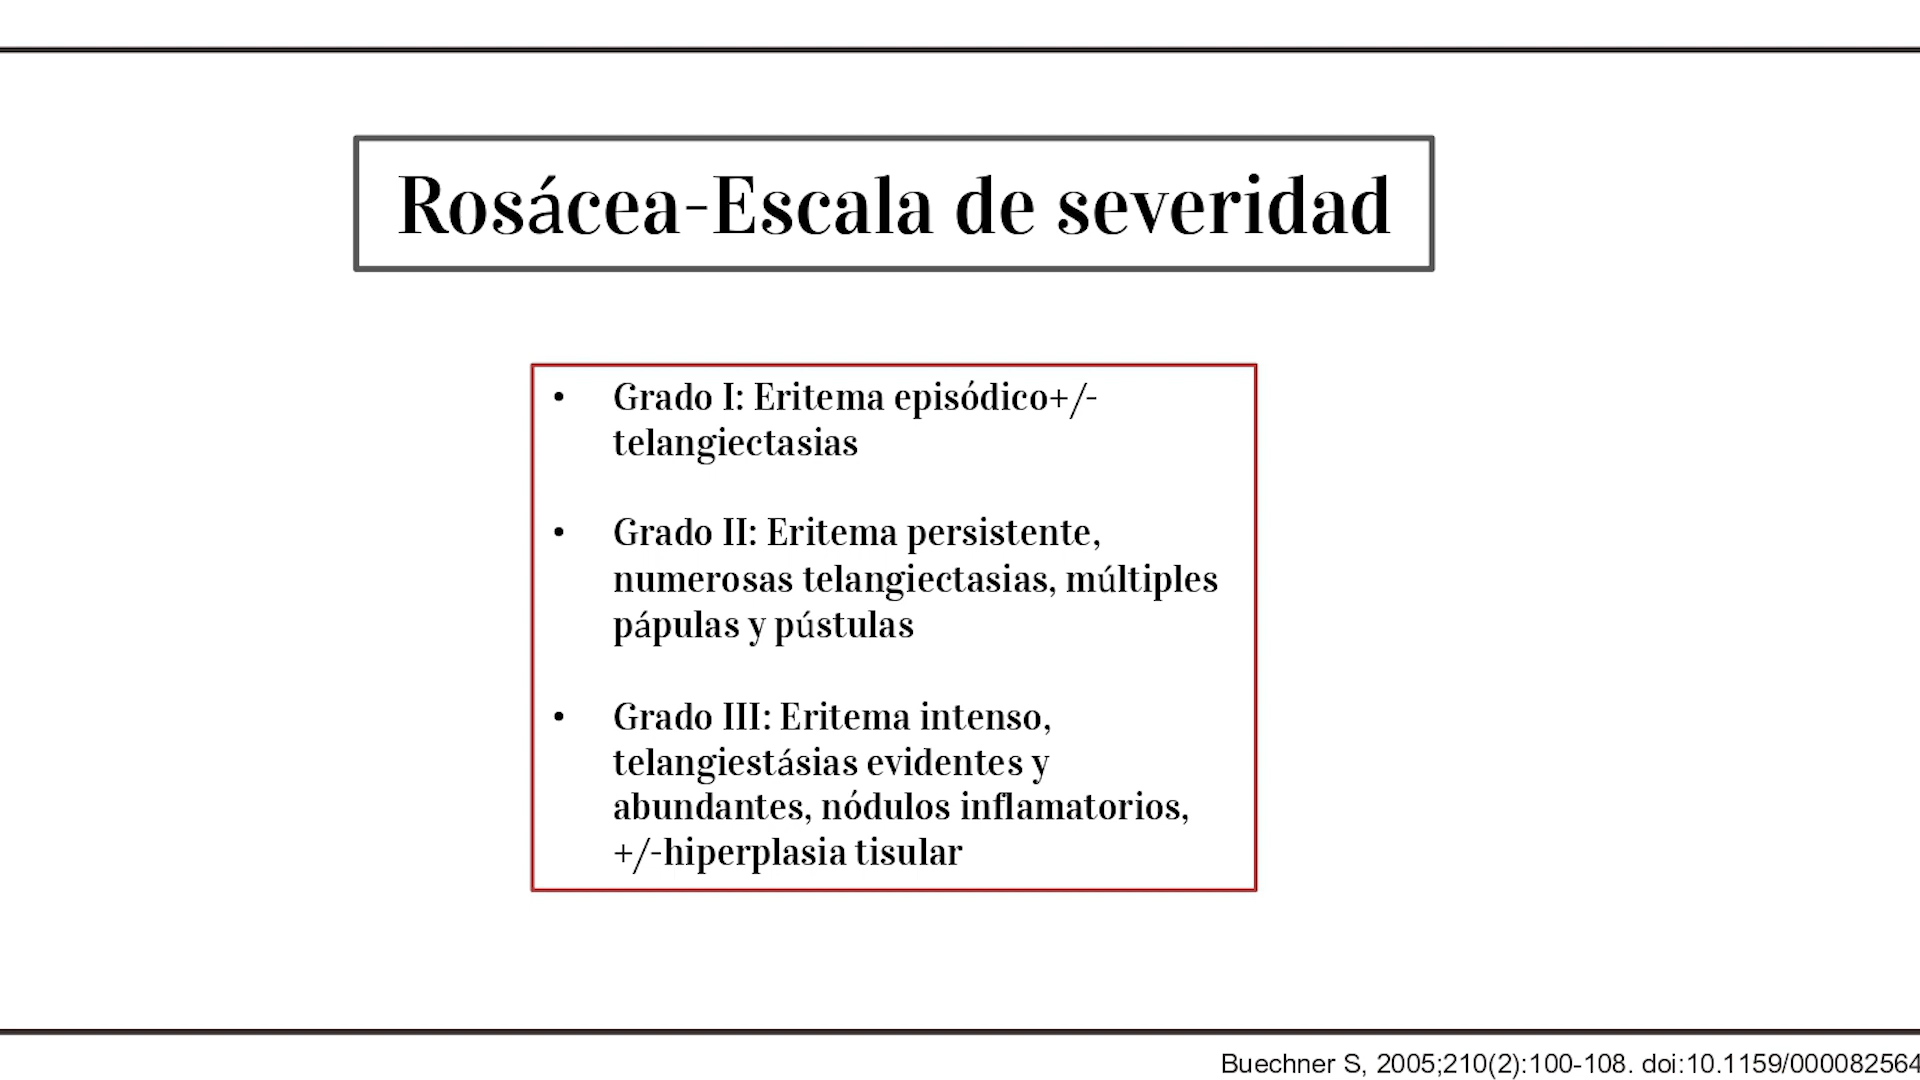 Rosácea-Escala de severidad
• Grado I: Eritema episódico+/-
telangiectasias
• Grado II: Eritema persistente,
numerosas telangiectasias, múltiples
pápulas y pústulas
• Grado III: Eritema intenso,
telangiestásias evidentes y
abundantes, nódulos inflamatorios,
+/-hiperplasia tisular
Buechner S, 2005;210(2):100-108. doi:10.1159/000082564